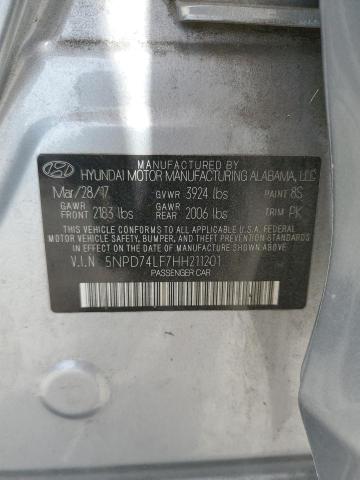 MANUFACTURED BY
HYUNDAI MOTOR MANUFACTURING ALABAMA, LLC
Mar/28/17 GVWR 3924 lbs PAINT 8S
GAWR FRONT 2183 lbs GAWR REAR 2006 lbs TRIM PK
THIS VEHICLE CONFORMS TO ALL APPLICABLE U.S.A. FEDERAL
MOTOR VEHICLE SAFETY, BUMPER, AND THEFT PREVENTION STANDARDS
IN EFFECT ON THE DATE OF MANUFACTURE SHOWN ABOVE.
V.I.N 5NPD74LF7HH211201
PASSENGER CAR